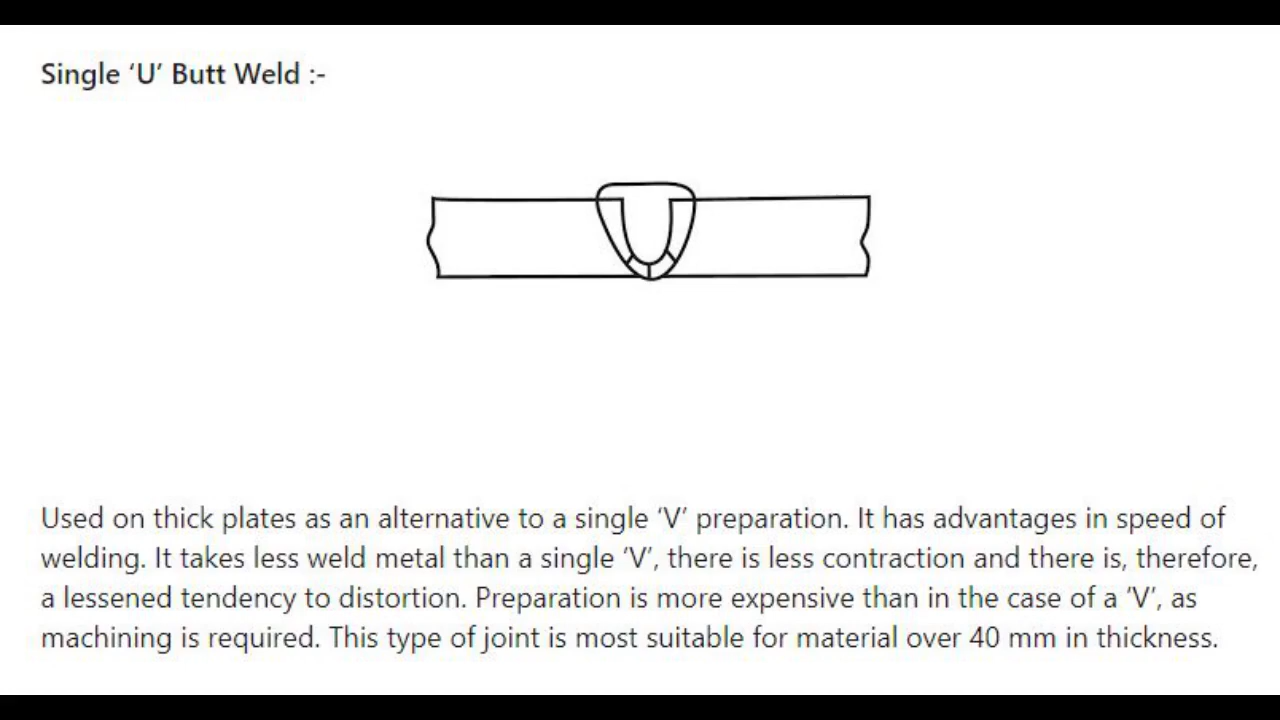 Single ‘U’ Butt Weld :-
Used on thick plates as an alternative to a single ‘V’ preparation. It has advantages in speed of
welding. It takes less weld metal than a single ‘V’, there is less contraction and there is, therefore,
a lessened tendency to distortion. Preparation is more expensive than in the case of a ‘V’, as
machining is required. This type of joint is most suitable for material over 40 mm in thickness.